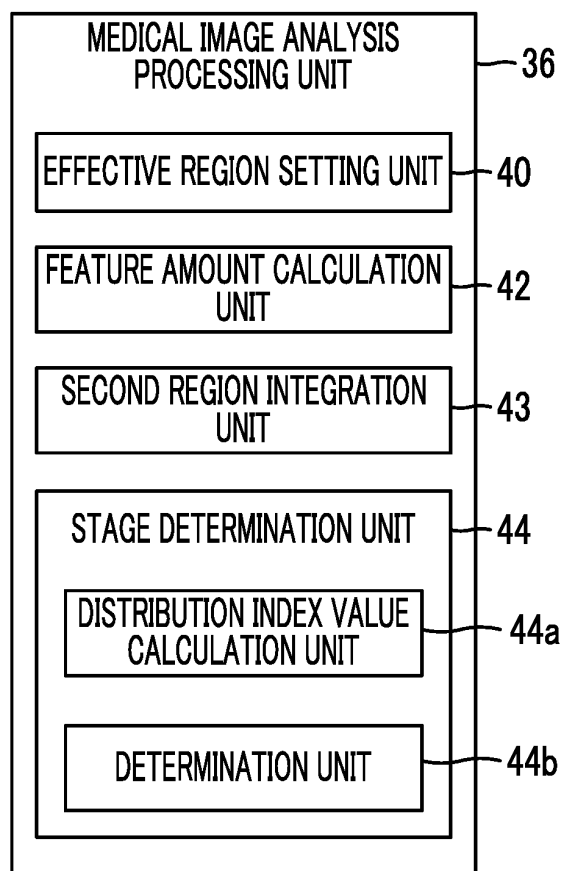 MEDICAL IMAGE ANALYSIS
PROCESSING UNIT
36
EFFECTIVE REGION SETTING UNIT
40
FEATURE AMOUNT CALCULATION
UNIT
42
SECOND REGION INTEGRATION
UNIT
43
STAGE DETERMINATION UNIT
44
DISTRIBUTION INDEX VALUE
CALCULATION UNIT
44a
DETERMINATION UNIT
44b